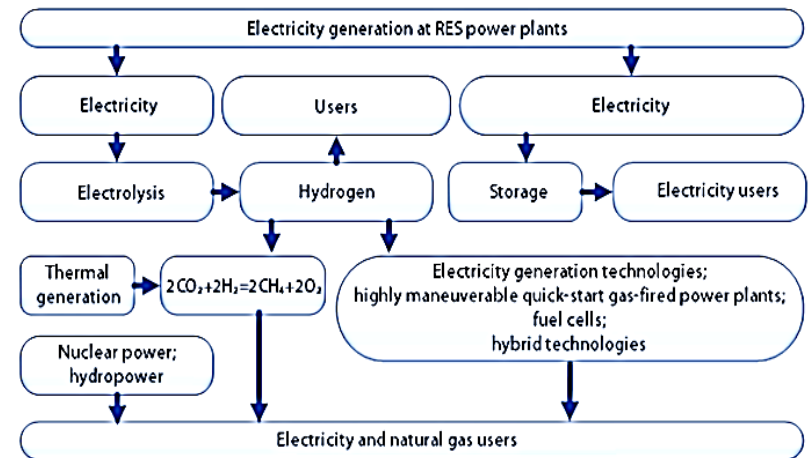 Electricity generation at RES power plants
Electricity
Users
Electricity
Electrolysis
Hydrogen
Storage
Electricity users
Thermal
generation
2CO₂+2H₂=2CH₄+2O₂
Electricity generation technologies;
highly maneuverable quick-start gas-fired power plants;
fuel cells;
hybrid technologies
Nuclear power;
hydropower
Electricity and natural gas users